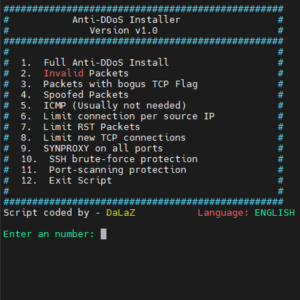 ################################################
#           Anti-DDoS Installer                #
#              Version v1.0                    #
################################################
#                                              #
#  1.  Full Anti-DDoS Install                  #
#  2.  Invalid Packets                         #
#  3.  Packets with bogus TCP Flag             #
#  4.  Spoofed Packets                         #
#  5.  ICMP (Usually not needed)               #
#  6.  Limit connection per source IP          #
#  7.  Limit RST Packets                       #
#  8.  Limit new TCP connections               #
#  9.  SYNPROXY on all ports                   #
#  10.  SSH brute-force protection             #
#  11.  Port-scanning protection               #
#  12.  Exit Script                            #
#                                              #
################################################
Script coded by - DaLaZ          Language: ENGLISH
Enter an number: